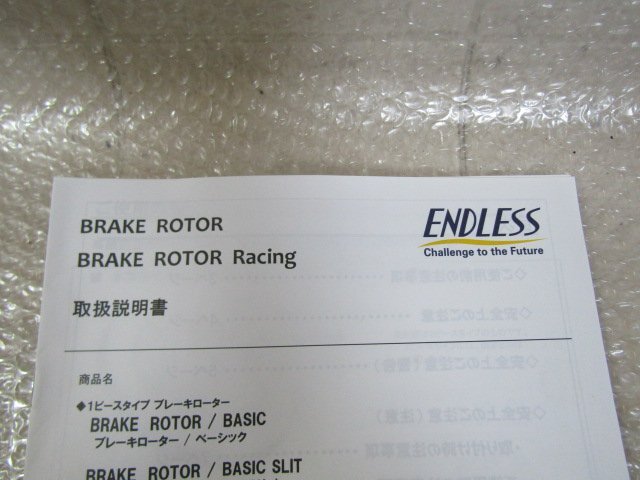 BRAKE ROTOR
BRAKE ROTOR Racing
ENDLESS
Challenge to the Future
取扱説明書
商品名
◆1ピースタイプ ブレーキローター
BRAKE ROTOR / BASIC
ブレーキローター / ベーシック
BRAKE ROTOR / BASIC SLIT